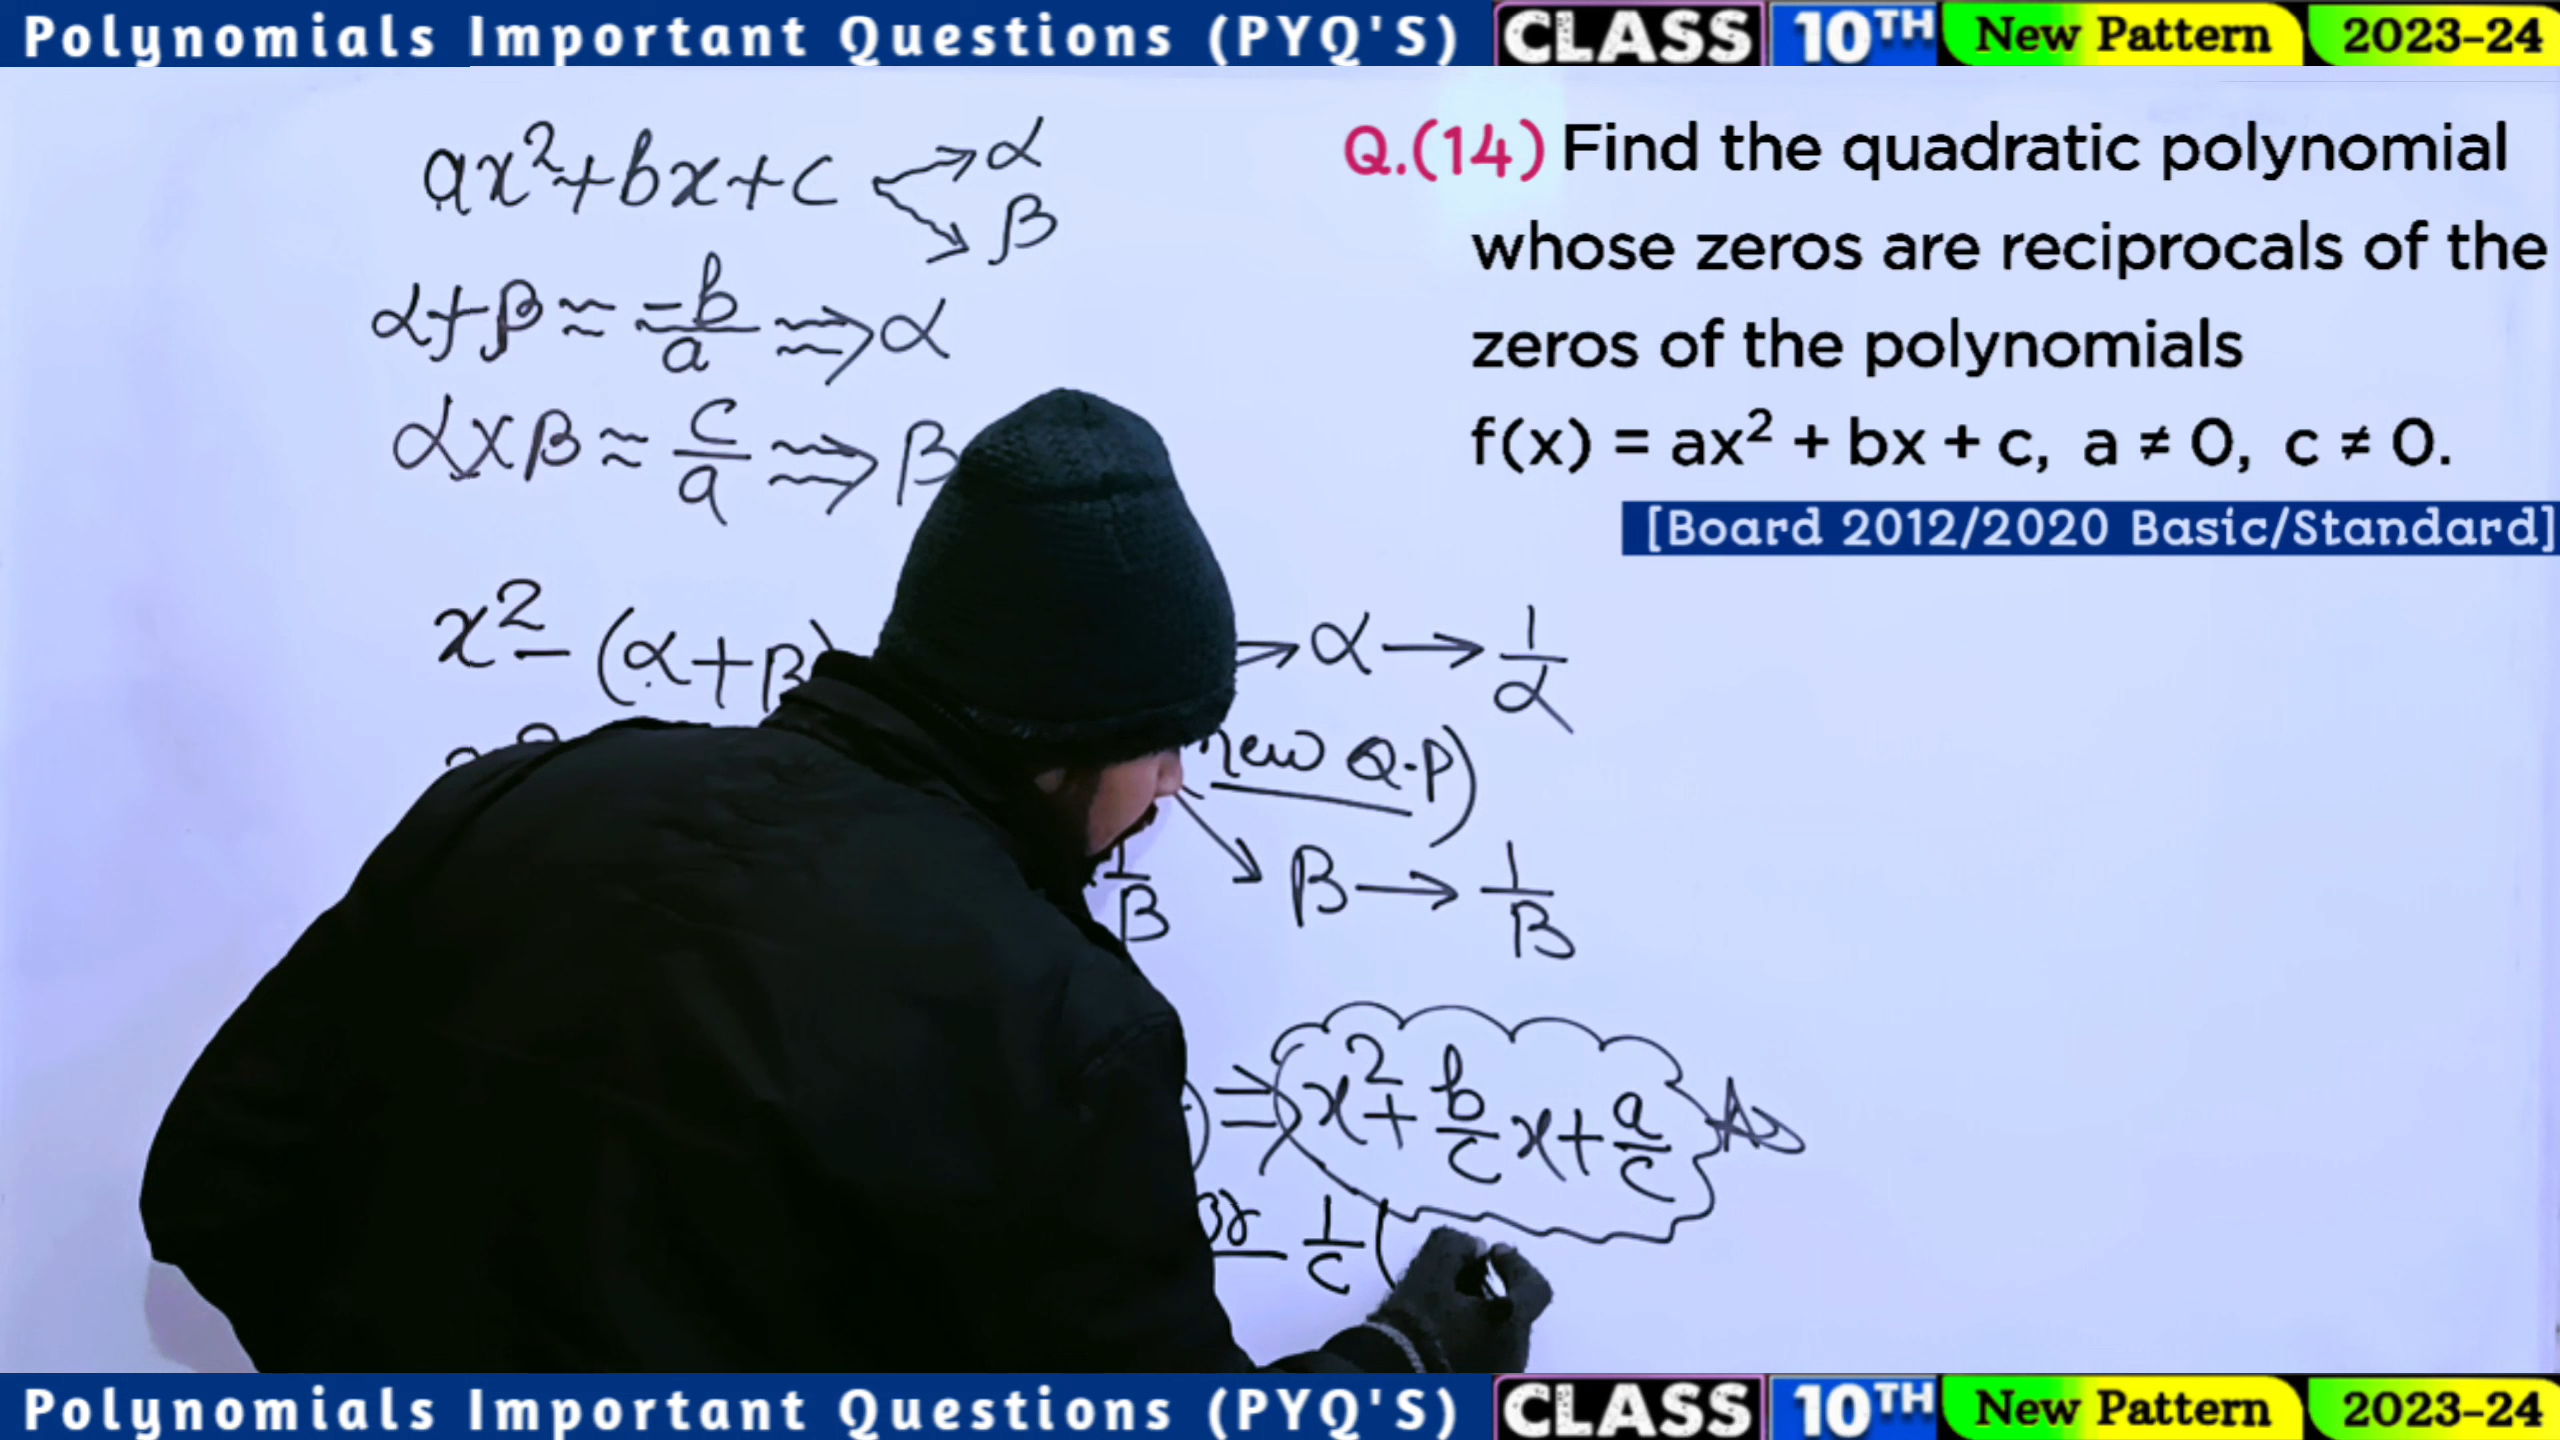 Polynomials Important Questions (PYQ'S) CLASS 10TH New Pattern 2023-24
Q.(14) Find the quadratic polynomial
whose zeros are reciprocals of the
zeros of the polynomials
f(x) = ax² + bx + c, a ≠ 0, c ≠ 0.
[Board 2012/2020 Basic/Standard]
ax²+bx+c α β
α+β = -b/a ⇒ α
α×β = c/a ⇒ β
x² - (α+β)
→ α → 1/α
new Q.P)
1/β
β → 1/β
⇒ x² + b/c x + a/c
or 1/c (
Polynomials Important Questions (PYQ'S) CLASS 10TH New Pattern 2023-24